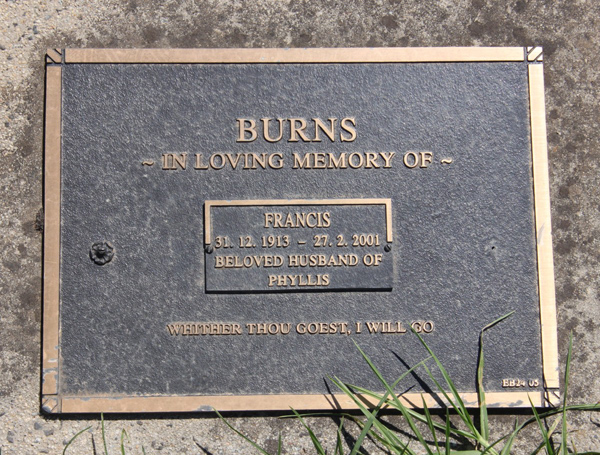 BURNS
~ IN LOVING MEMORY OF ~
FRANCIS
31. 12. 1913 - 27. 2. 2001
BELOVED HUSBAND OF
PHYLLIS
WHITHER THOU GOEST, I WILL GO
BB24 05